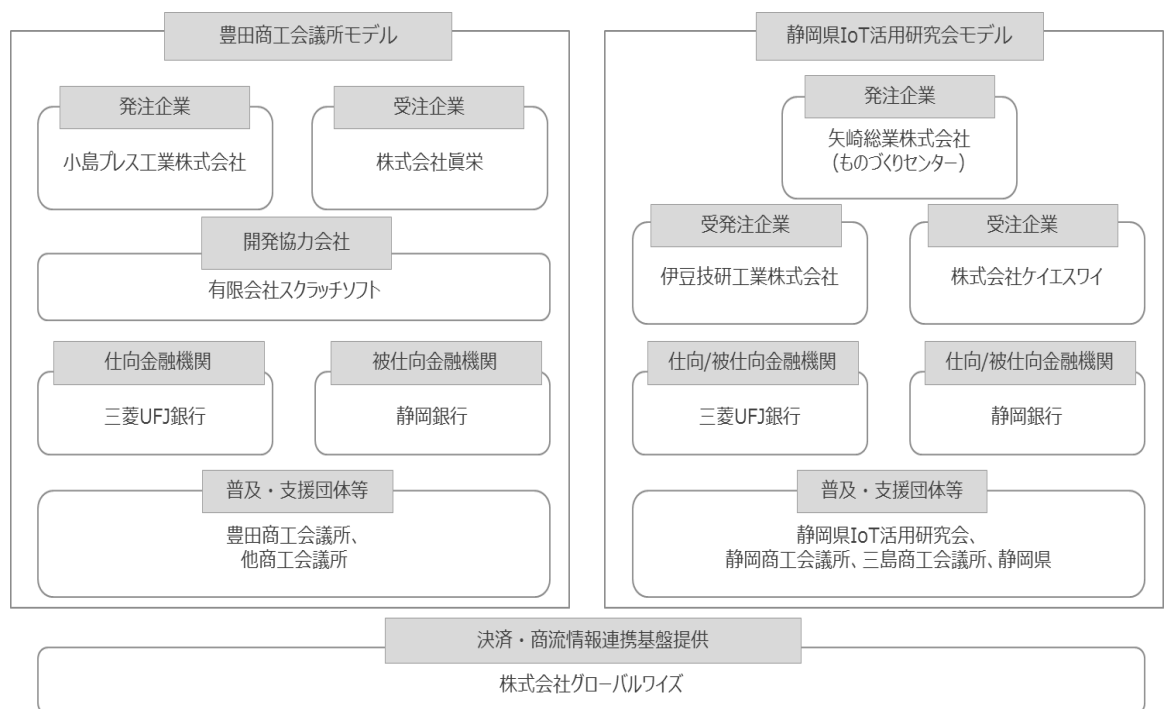 豊田商工会議所モデル
発注企業
小島プレス工業株式会社
受注企業
株式会社眞栄
開発協力会社
有限会社スクラッチソフト
仕向金融機関
三菱UFJ銀行
被仕向金融機関
静岡銀行
普及・支援団体等
豊田商工会議所、
他商工会議所
静岡県IoT活用研究会モデル
発注企業
矢崎総業株式会社
(ものづくりセンター)
受発注企業
伊豆技研工業株式会社
受注企業
株式会社ケイエスワイ
仕向/被仕向金融機関
三菱UFJ銀行
仕向/被仕向金融機関
静岡銀行
普及・支援団体等
静岡県IoT活用研究会、
静岡商工会議所、三島商工会議所、静岡県
決済・商流情報連携基盤提供
株式会社グローバルワイズ